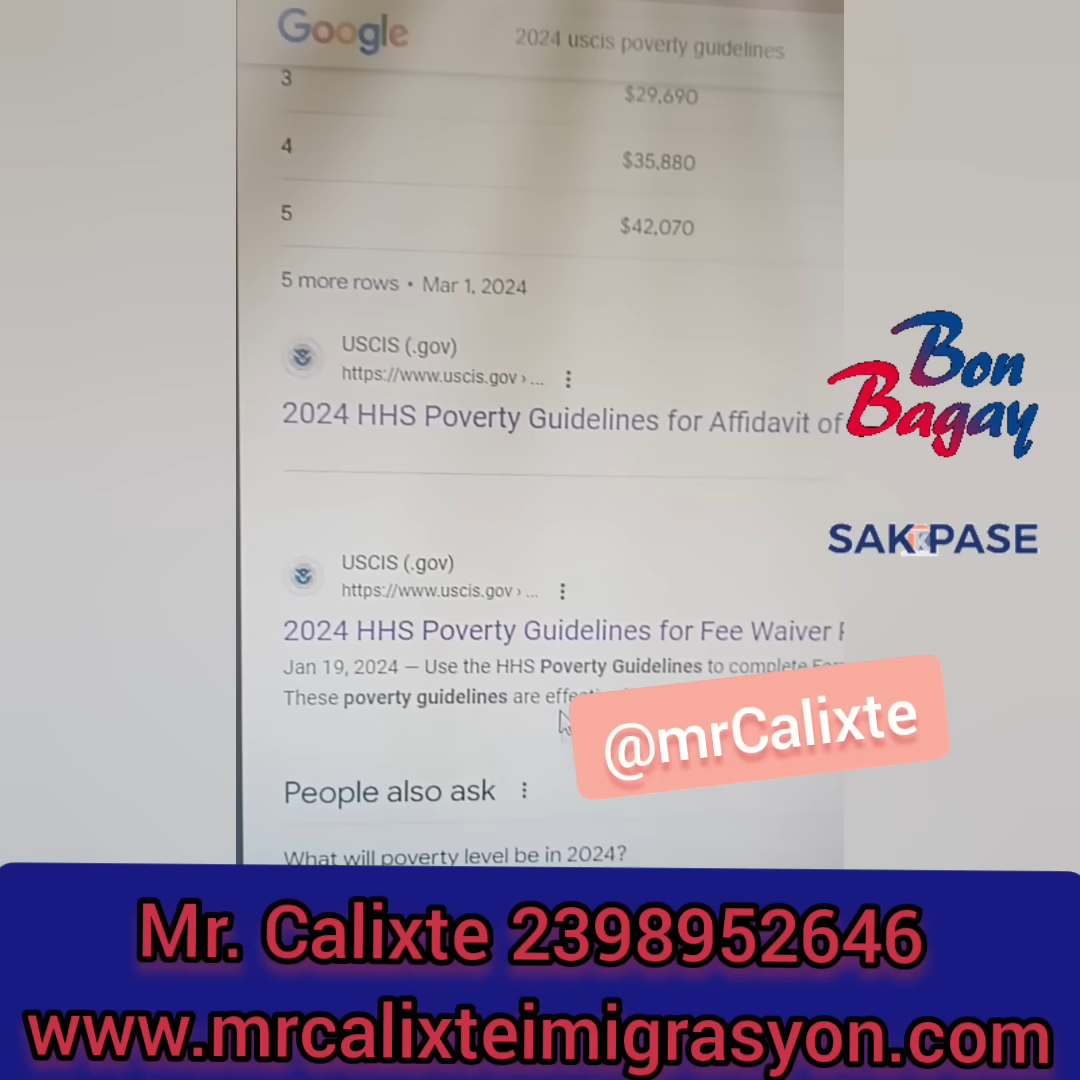 Google
2024 uscis poverty guidelines
3 $29,690
4 $35,880
5 $42,070
5 more rows • Mar 1, 2024
USCIS (.gov)
https://www.uscis.gov › ...
2024 HHS Poverty Guidelines for Affidavit of
Bon
Bagay
SAK PASE
USCIS (.gov)
https://www.uscis.gov › ...
2024 HHS Poverty Guidelines for Fee Waiver
Jan 19, 2024 — Use the HHS Poverty Guidelines to complete
These poverty guidelines are
@mrCalixte
People also ask
What will poverty level be in 2024?
Mr. Calixte 2398952646
www.mrcalixteimigrasyon.com